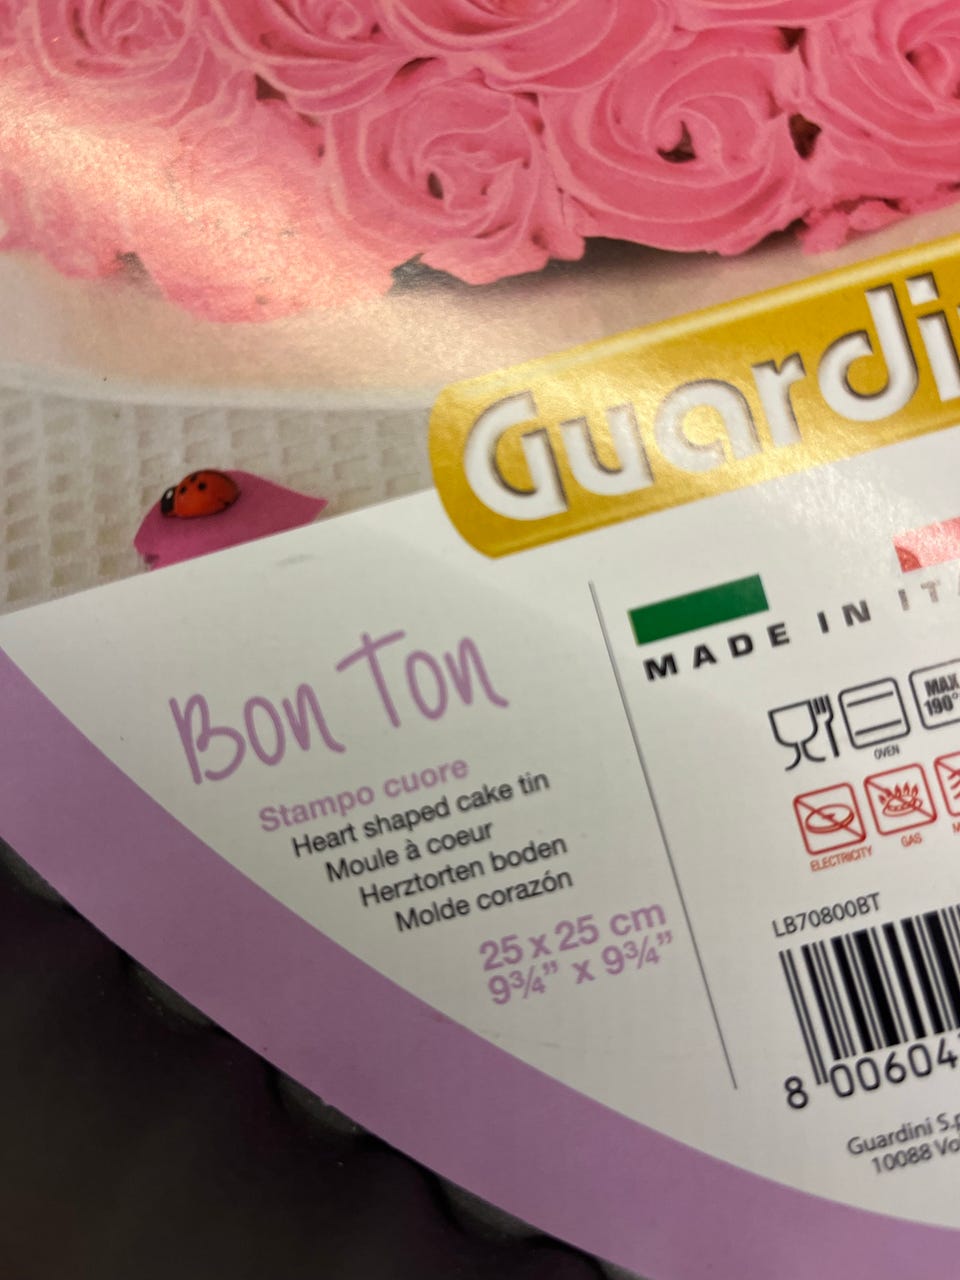 Guardi
Bon Ton
Stampo cuore
Heart shaped cake tin
Moule à coeur
Herztorten boden
Molde corazón
25 x 25 cm
9¾” x 9¾”
MADE IN ITA
OVEN
MAX
190°
ELECTRICITY
GAS
LB70800BT
8 00604
Guardini S.p
10088 Vo